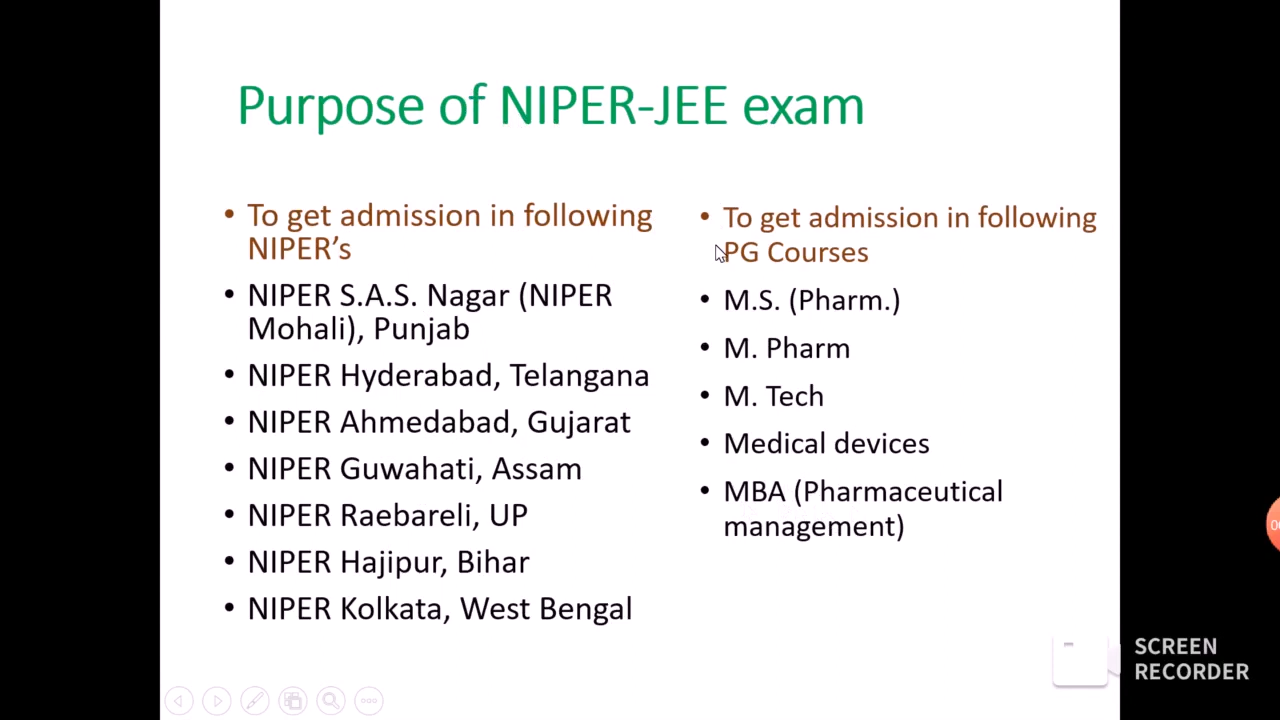 Purpose of NIPER-JEE exam
• To get admission in following
NIPER’s
• NIPER S.A.S. Nagar (NIPER
Mohali), Punjab
• NIPER Hyderabad, Telangana
• NIPER Ahmedabad, Gujarat
• NIPER Guwahati, Assam
• NIPER Raebareli, UP
• NIPER Hajipur, Bihar
• NIPER Kolkata, West Bengal
• To get admission in following
PG Courses
• M.S. (Pharm.)
• M. Pharm
• M. Tech
• Medical devices
• MBA (Pharmaceutical
management)
SCREEN
RECORDER